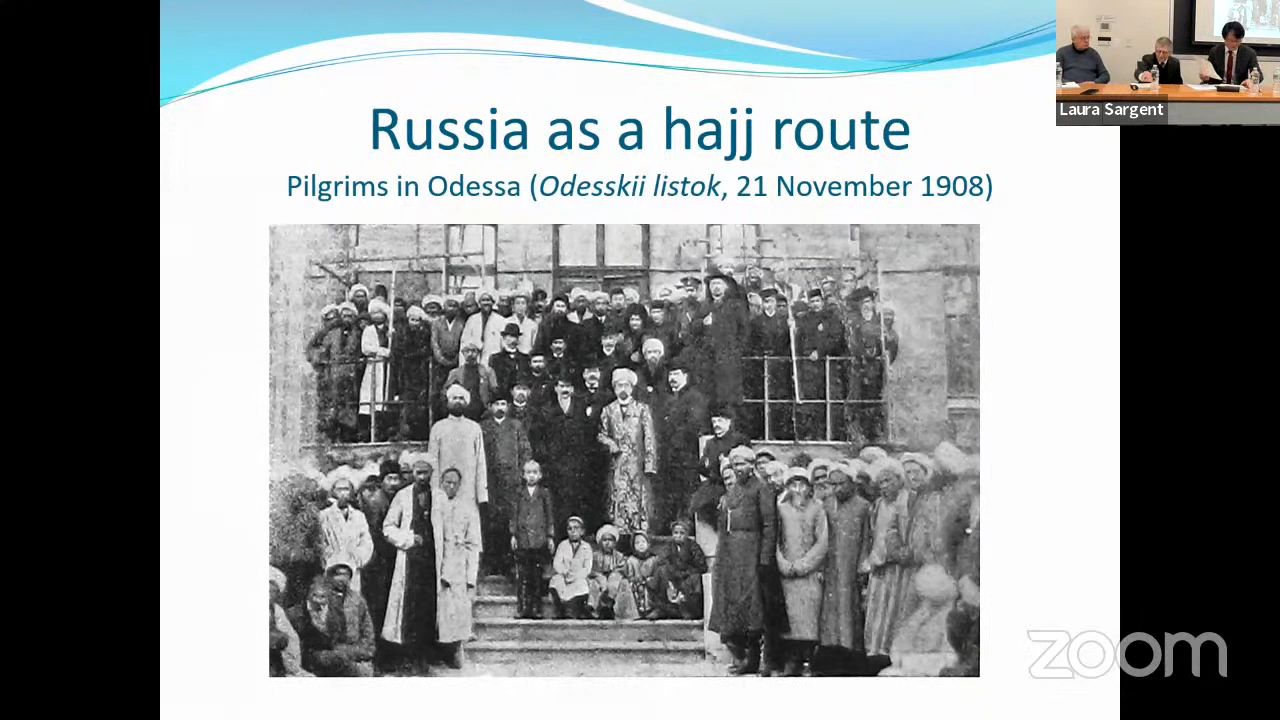 Russia as a hajj route
Pilgrims in Odessa (Odesskii listok, 21 November 1908)
Laura Sargent
zoom